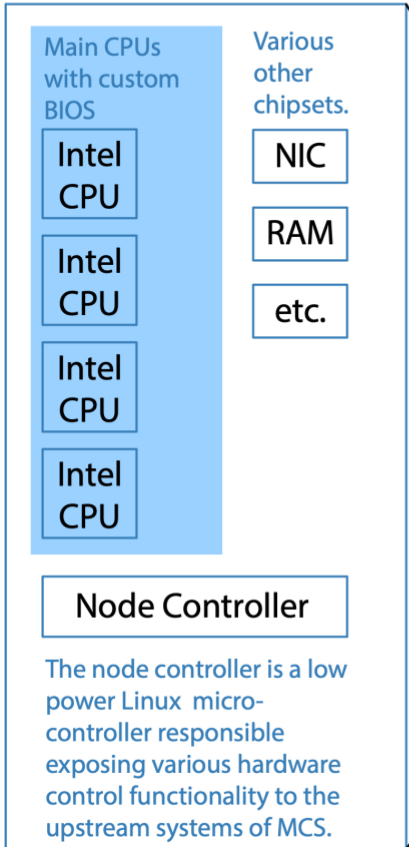 Main CPUs
with custom
BIOS
Intel
CPU
Intel
CPU
Intel
CPU
Intel
CPU
Various
other
chipsets.
NIC
RAM
etc.
Node Controller
The node controller is a low
power Linux micro-
controller responsible
exposing various hardware
control functionality to the
upstream systems of MCS.